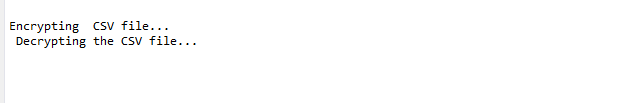 Encrypting  CSV file...
 Decrypting the CSV file...